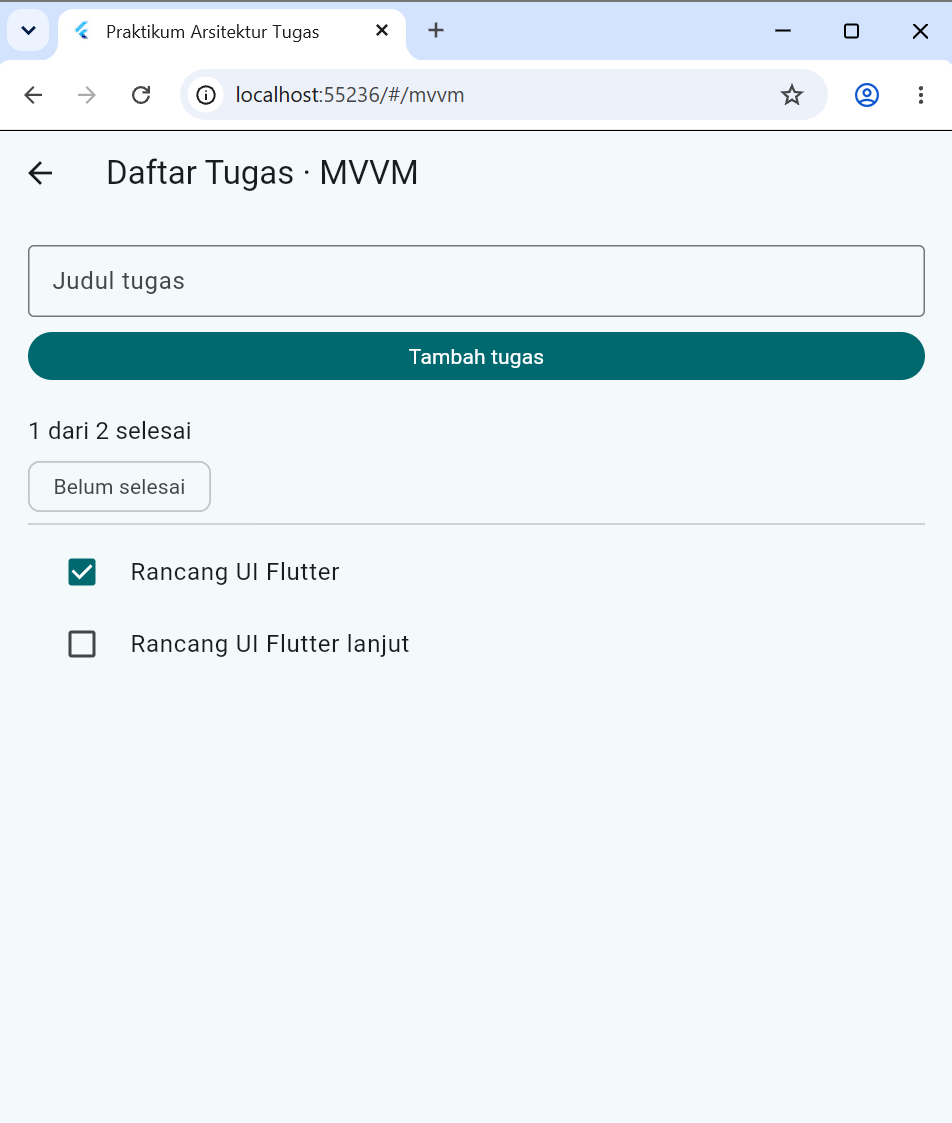 Praktikum Arsitektur Tugas
localhost:55236/#/mvvm
Daftar Tugas · MVVM
Judul tugas
Tambah tugas
1 dari 2 selesai
Belum selesai
Rancang UI Flutter
Rancang UI Flutter lanjut